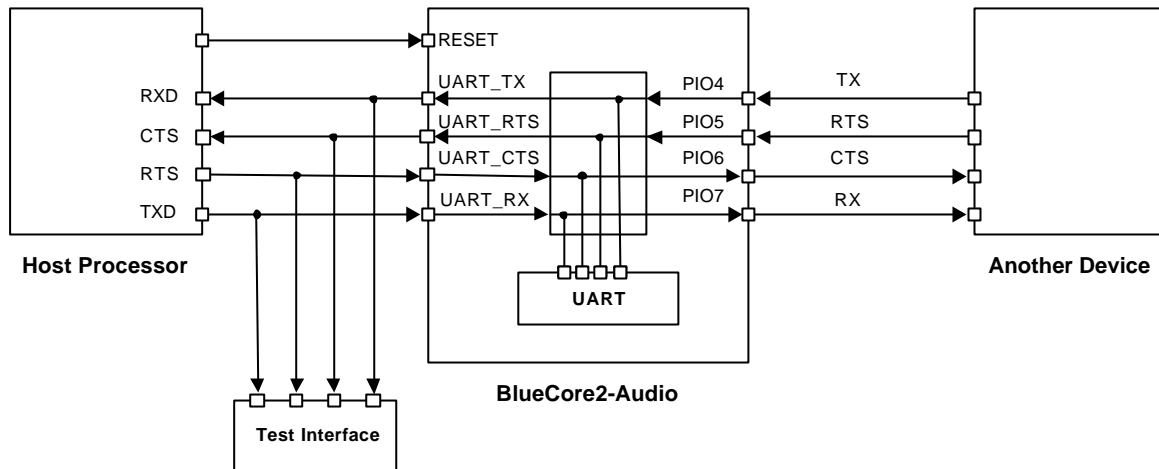 RESET
RXD UART_TX PIO4 TX
CTS UART_RTS PIO5 RTS
RTS UART_CTS PIO6 CTS
TXD UART_RX PIO7 RX
Host Processor
Another Device
UART
BlueCore2-Audio
Test Interface